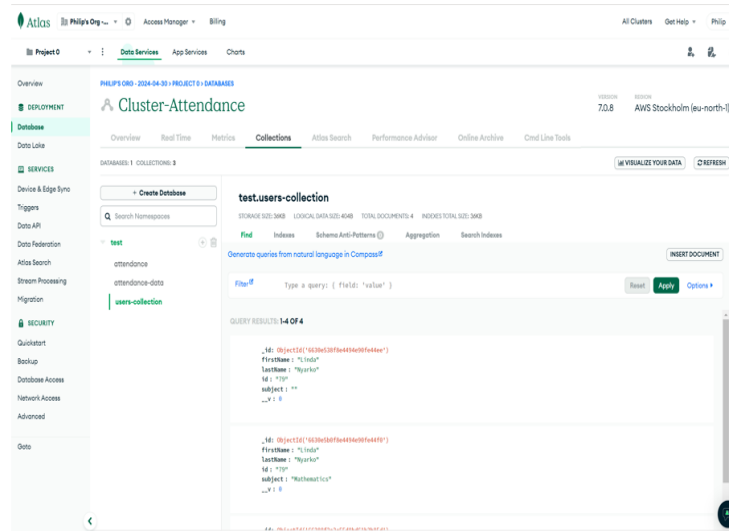 Atlas
Philip's Org -...
Access Manager
Billing
All Clusters
Get Help
Philip
Project 0
Data Services
App Services
Charts
Overview
DEPLOYMENT
Database
Data Lake
SERVICES
Device & Edge Sync
Triggers
Data API
Data Federation
Atlas Search
Stream Processing
Migration
SECURITY
Quickstart
Backup
Database Access
Network Access
Advanced
Goto
PHILIP'S ORG - 2024-04-30 > PROJECT 0 > DATABASES
Cluster-Attendance
VERSION
7.0.8
REGION
AWS Stockholm (eu-north-1)
Overview
Real Time
Metrics
Collections
Atlas Search
Performance Advisor
Online Archive
Cmd Line Tools
DATABASES: 1 COLLECTIONS: 3
VISUALIZE YOUR DATA
REFRESH
+ Create Database
Search Namespaces
test
attendance
attendance-data
users-collection
test.users-collection
STORAGE SIZE: 36KB LOGICAL DATA SIZE: 404B TOTAL DOCUMENTS: 4 INDEXES TOTAL SIZE: 36KB
Find
Indexes
Schema Anti-Patterns
Aggregation
Search Indexes
Generate queries from natural language in Compass
INSERT DOCUMENT
Filter
Type a query: { field: 'value' }
Reset
Apply
Options
QUERY RESULTS: 1-4 OF 4
firstName : "Linda"
lastName : "Nyarko"
id : "79"
subject : ""
__v : 0
firstName : "Linda"
lastName : "Nyarko"
id : "79"
subject : "Mathematics"
__v : 0